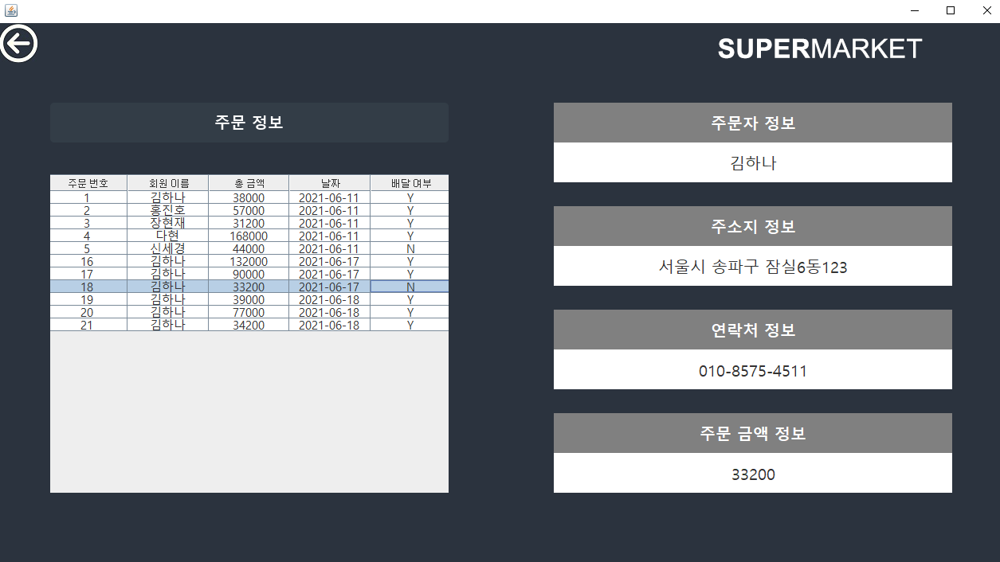 SUPERMARKET
주문 정보
주문 번호 회원 이름 총 금액 날짜 배달 여부
1 김하나 38000 2021-06-11 Y
2 홍진호 57000 2021-06-11 Y
3 장현재 31200 2021-06-11 Y
4 다현 168000 2021-06-11 Y
5 신세경 44000 2021-06-11 N
16 김하나 132000 2021-06-17 Y
17 김하나 90000 2021-06-17 Y
18 김하나 33200 2021-06-17 N
19 김하나 39000 2021-06-18 Y
20 김하나 77000 2021-06-18 Y
21 김하나 34200 2021-06-18 Y
주문자 정보
김하나
주소지 정보
서울시 송파구 잠실6동123
연락처 정보
010-8575-4511
주문 금액 정보
33200